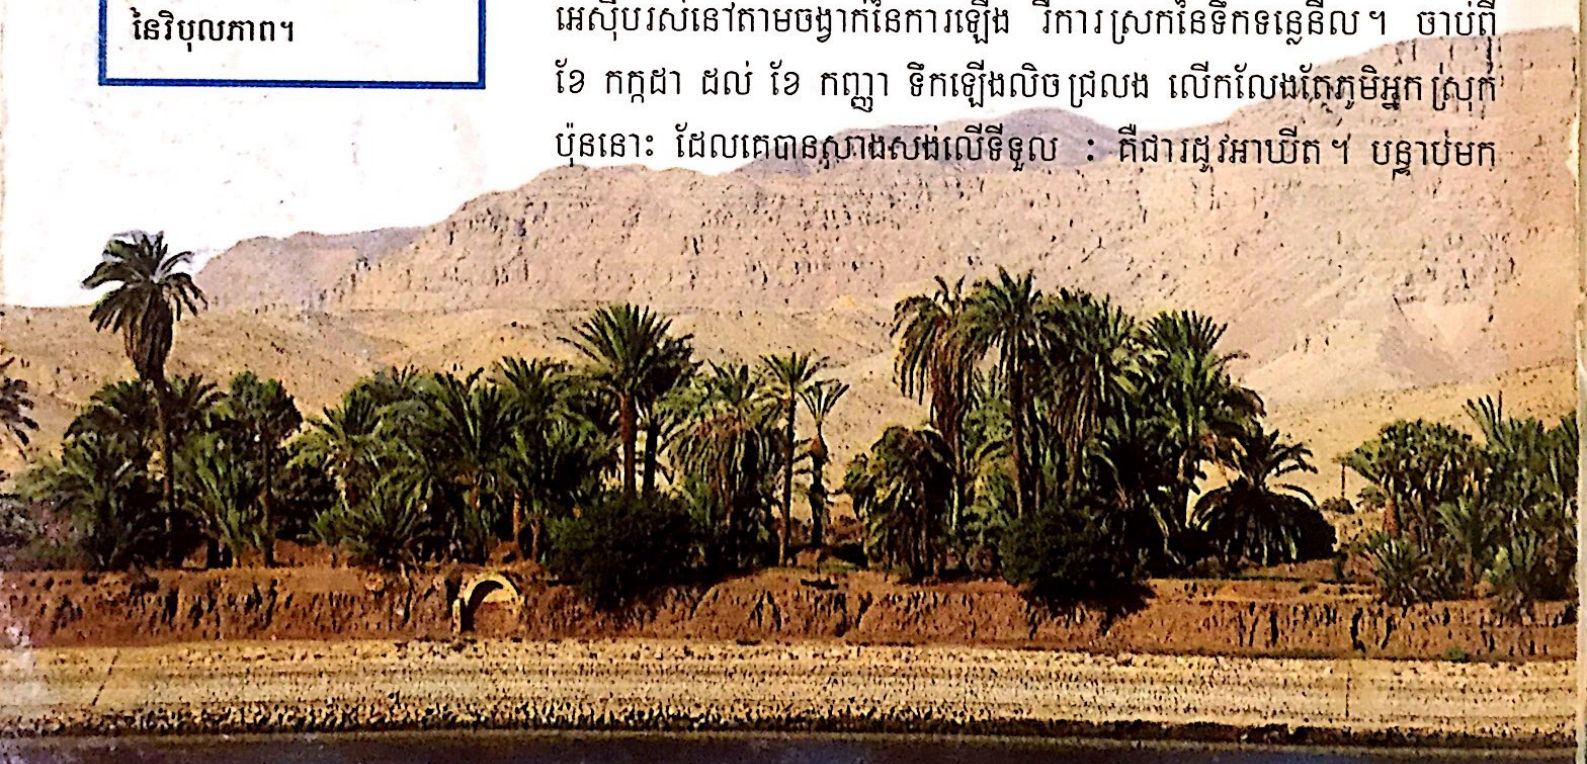 នៃវិបុលភាព។
អេស៊ីបរស់នៅតាមចង្វាក់នៃការឡើង រឺការស្រកនៃទឹកទន្លេនីល។ ចាប់ពី
ខែ កក្កដា ដល់ ខែ កញ្ញា ទឹកឡើងលិចជ្រលង លើកលែងតែភូមិអ្នកស្រុក
ប៉ុននោះ ដែលគេបានស្អាងសង់លើទីទួល : គឺជារដូវអាឃីត។ បន្ទាប់មក